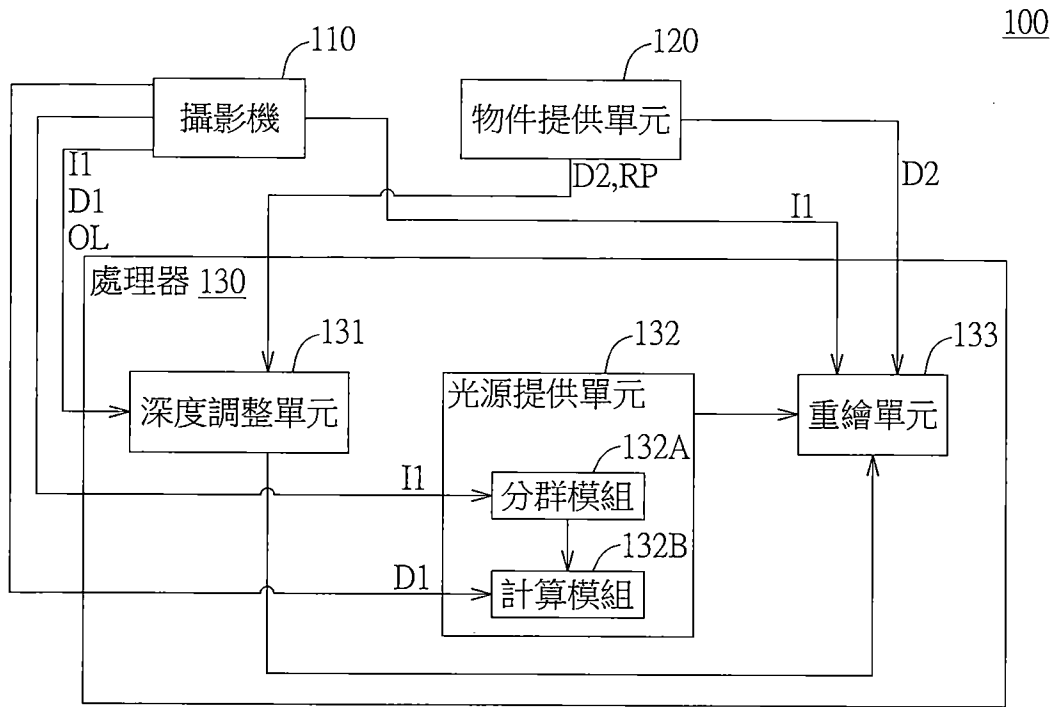 100
110
120
攝影機
物件提供單元
I1
D1
OL
D2,RP
I1
D2
處理器 130
131
132
133
深度調整單元
光源提供單元
重繪單元
132A
I1
分群模組
132B
D1
計算模組